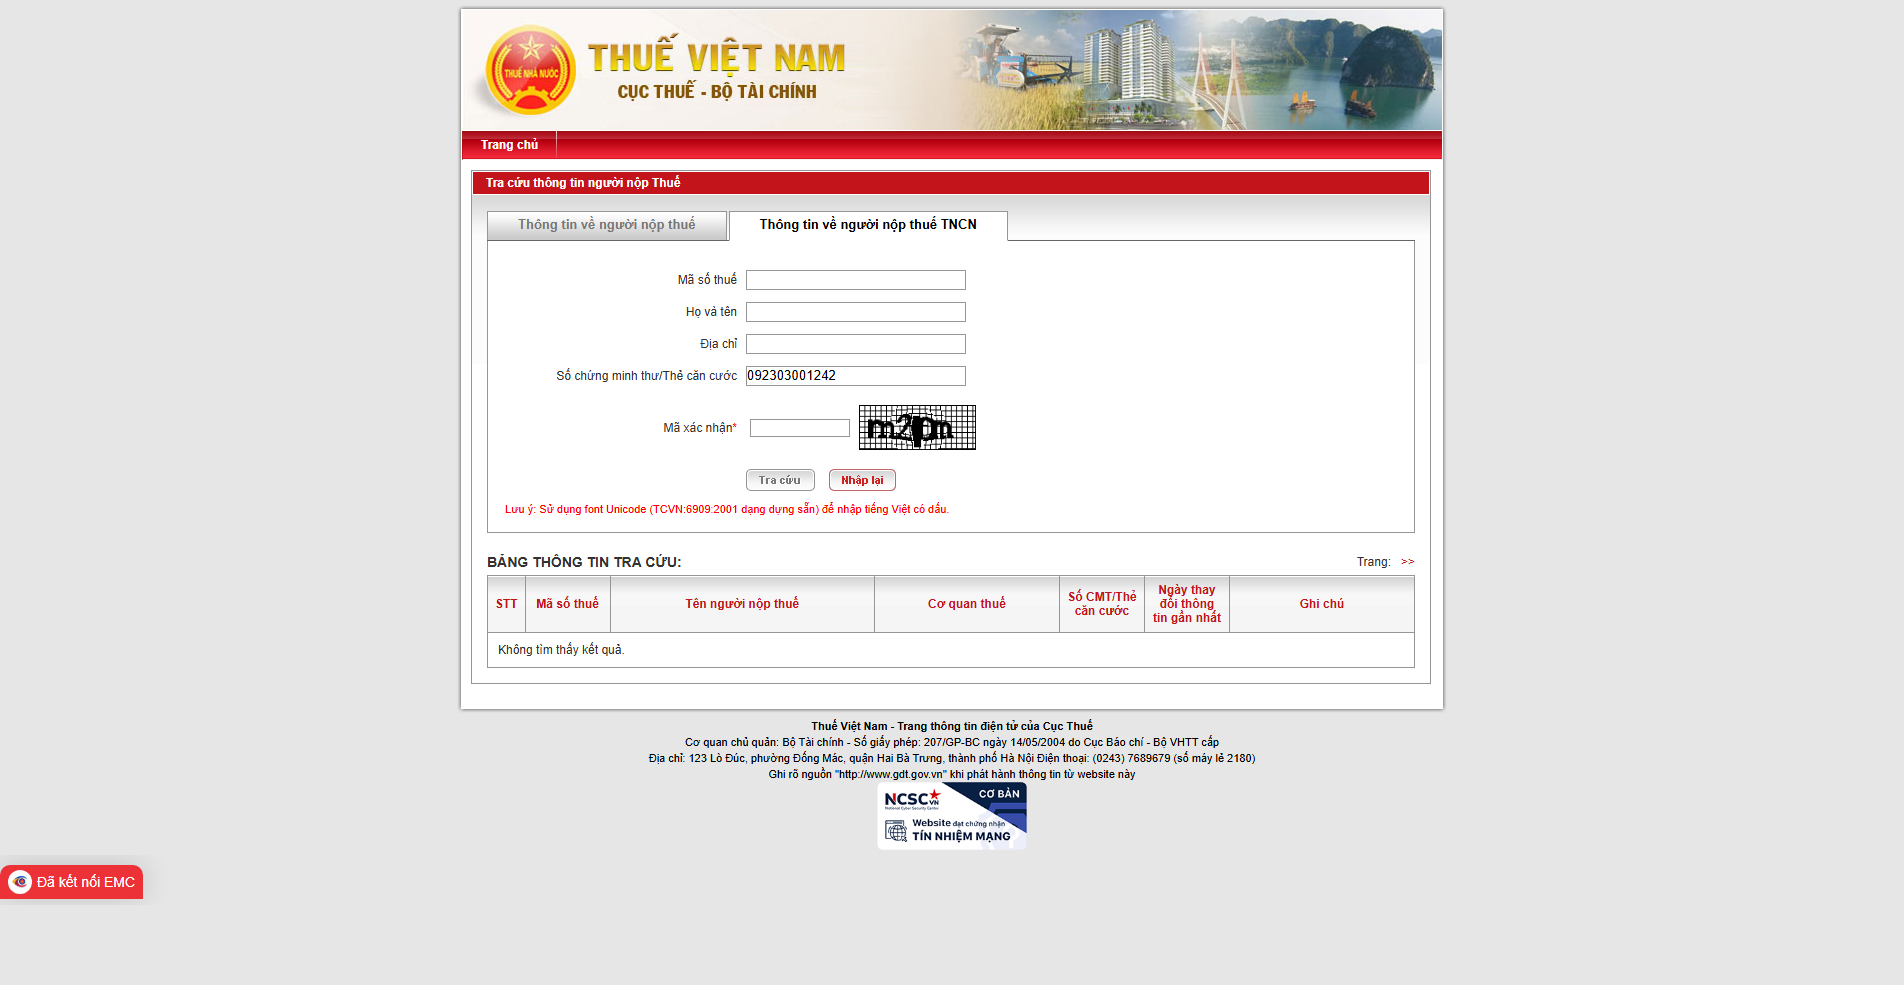 THUẾ NHÀ NƯỚC
THUẾ VIỆT NAM
CỤC THUẾ - BỘ TÀI CHÍNH
Trang chủ
Tra cứu thông tin người nộp Thuế
Thông tin về người nộp thuế
Thông tin về người nộp thuế TNCN
Mã số thuế
Họ và tên
Địa chỉ
Số chứng minh thư/Thẻ căn cước 092303001242
Mã xác nhận*
Tra cứu Nhập lại
Lưu ý: Sử dụng font Unicode (TCVN:6909:2001 dạng dựng sẵn) để nhập tiếng Việt có dấu.
BẢNG THÔNG TIN TRA CỨU:
Trang: >>
STT
Mã số thuế
Tên người nộp thuế
Cơ quan thuế
Số CMT/Thẻ
căn cước
Ngày thay
đổi thông
tin gần nhất
Ghi chú
Không tìm thấy kết quả.
Thuế Việt Nam - Trang thông tin điện tử của Cục Thuế
Cơ quan chủ quản: Bộ Tài chính - Số giấy phép: 207/GP-BC ngày 14/05/2004 do Cục Báo chí - Bộ VHTT cấp
Địa chỉ: 123 Lò Đúc, phường Đống Mác, quận Hai Bà Trưng, thành phố Hà Nội Điện thoại: (0243) 7689679 (số máy lẻ 2180)
Ghi rõ nguồn "http://www.gdt.gov.vn" khi phát hành thông tin từ website này
NCSC.VN
National Cyber Security Center
CƠ BẢN
Website đạt chứng nhận
TÍN NHIỆM MẠNG
Đã kết nối EMC